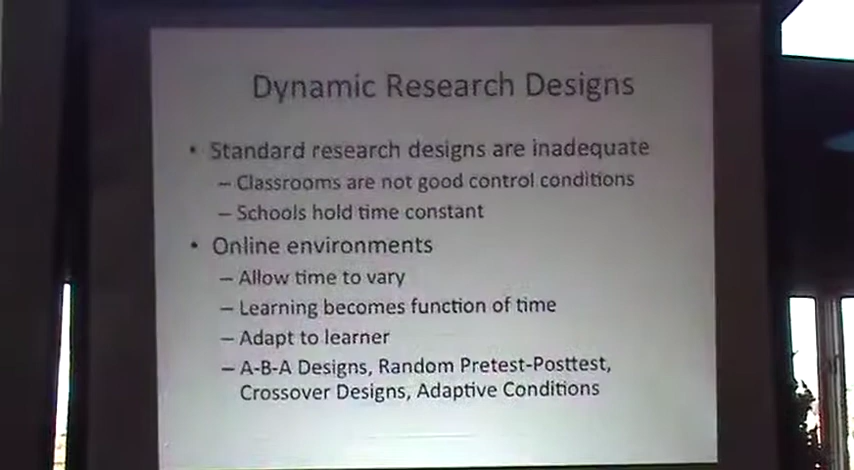 Dynamic Research Designs
• Standard research designs are inadequate
– Classrooms are not good control conditions
– Schools hold time constant
• Online environments
– Allow time to vary
– Learning becomes function of time
– Adapt to learner
– A-B-A Designs, Random Pretest-Posttest,
Crossover Designs, Adaptive Conditions